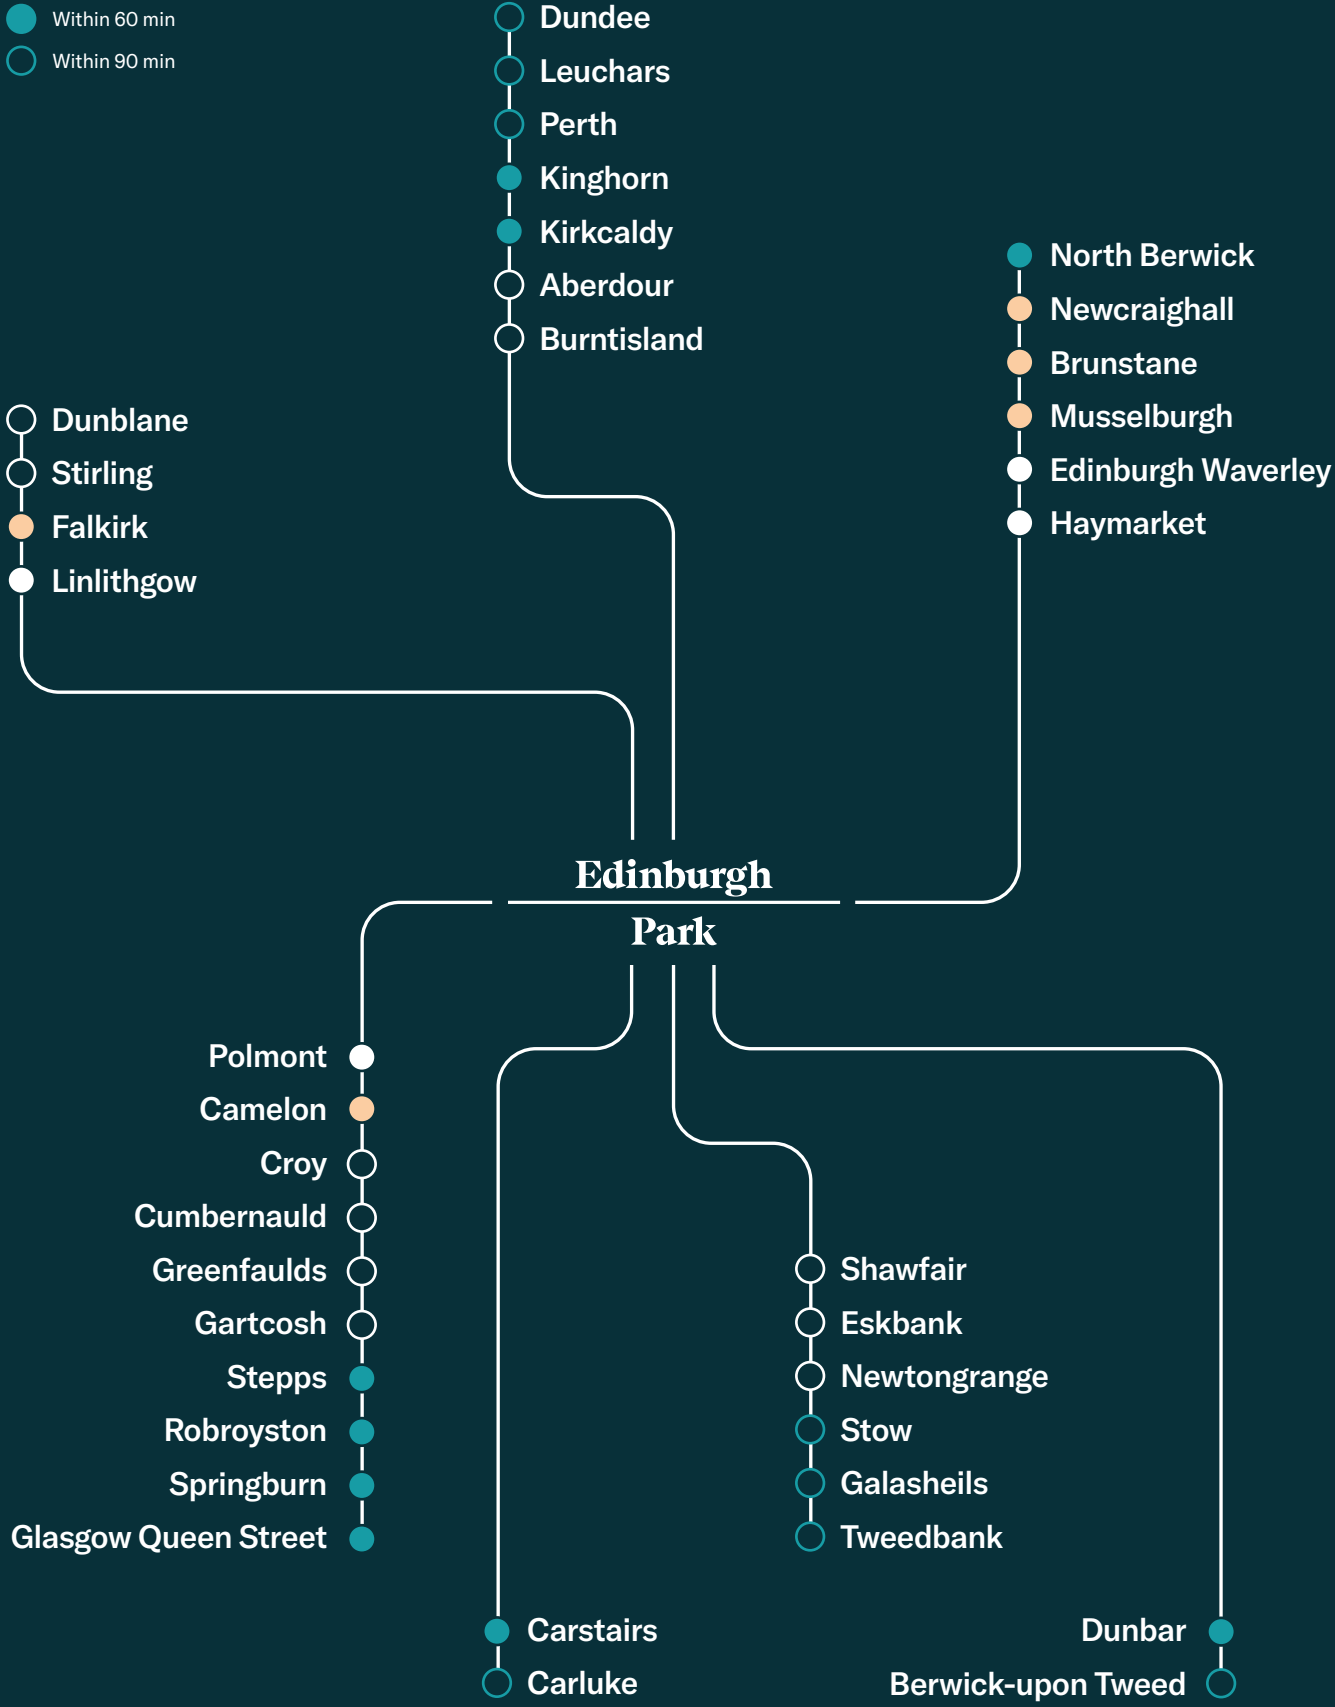 Within 60 min
Within 90 min
Dundee
Leuchars
Perth
Kinghorn
Kirkcaldy
Aberdour
Burntisland
North Berwick
Newcraighall
Brunstane
Musselburgh
Edinburgh Waverley
Haymarket
Dunblane
Stirling
Falkirk
Linlithgow
Edinburgh
Park
Polmont
Camelon
Croy
Cumbernauld
Greenfaulds
Gartcosh
Stepps
Robroyston
Springburn
Glasgow Queen Street
Shawfair
Eskbank
Newtongrange
Stow
Galasheils
Tweedbank
Carstairs
Carluke
Dunbar
Berwick-upon Tweed